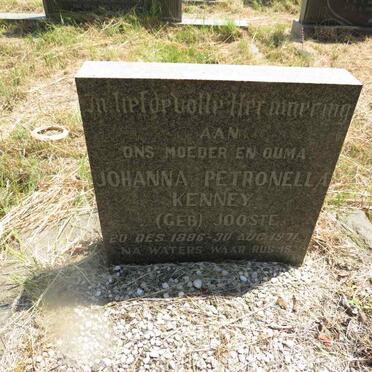 In liefdevolle Herinnering
AAN
ONS MOEDER EN OUMA
JOHANNA PETRONELLA
KENNEY
(GEB) JOOSTE
20 DES. 1886-30 AUG. 1971
NA WATERS WAAR RUS IS